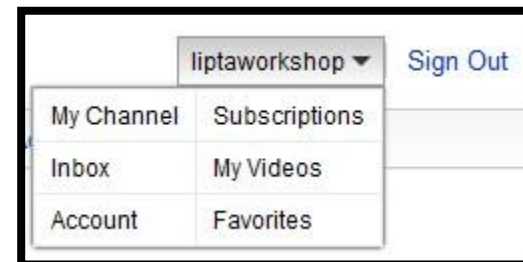 liptaworkshop Sign Out
My Channel Subscriptions
Inbox My Videos
Account Favorites